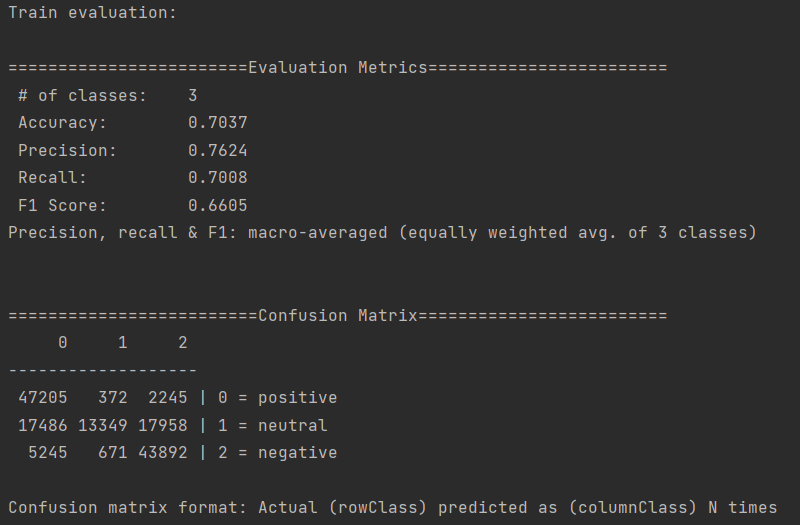 Train evaluation:
========================Evaluation Metrics========================
# of classes:    3
Accuracy:        0.7037
Precision:       0.7624
Recall:          0.7008
F1 Score:        0.6605
Precision, recall & F1: macro-averaged (equally weighted avg. of 3 classes)
=========================Confusion Matrix=========================
     0     1     2
-------------------
 47205   372  2245 | 0 = positive
 17486 13349 17958 | 1 = neutral
  5245   671 43892 | 2 = negative
Confusion matrix format: Actual (rowClass) predicted as (columnClass) N times